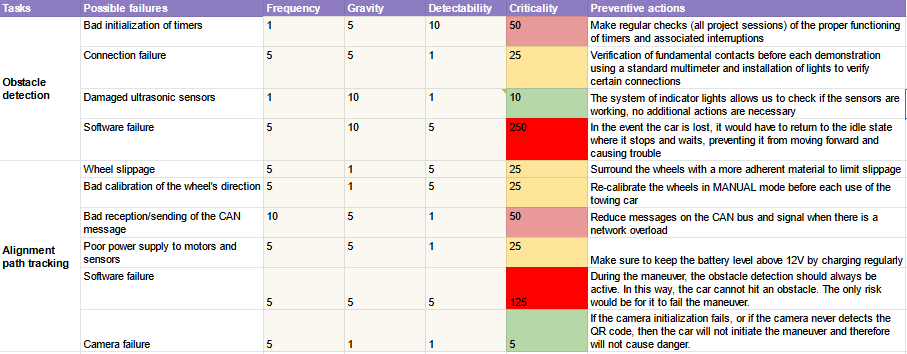 Tasks Possible failures Frequency Gravity Detectability Criticality Preventive actions
Obstacle
detection
Bad initialization of timers 1 5 10 50 Make regular checks (all project sessions) of the proper functioning
of timers and associated interruptions
Connection failure 5 5 1 25 Verification of fundamental contacts before each demonstration
using a standard multimeter and installation of lights to verify
certain connections
Damaged ultrasonic sensors 1 10 1 10 The system of indicator lights allows us to check if the sensors are
working, no additional actions are necessary
Software failure 5 10 5 250 In the event the car is lost, it would have to return to the idle state
where it stops and waits, preventing it from moving forward and
causing trouble
Alignment
path tracking
Wheel slippage 5 1 5 25 Surround the wheels with a more adherent material to limit slippage
Bad calibration of the wheel's direction 5 1 5 25 Re-calibrate the wheels in MANUAL mode before each use of the
towing car
Bad reception/sending of the CAN
message 10 5 1 50 Reduce messages on the CAN bus and signal when there is a
network overload
Poor power supply to motors and
sensors 5 5 1 25 Make sure to keep the battery level above 12V by charging regularly
Software failure 5 5 5 125 During the maneuver, the obstacle detection should always be
active. In this way, the car cannot hit an obstacle. The only risk
would be for it to fail the maneuver.
Camera failure 5 1 1 5 If the camera initialization fails, or if the camera never detects the
QR code, then the car will not initiate the maneuver and therefore
will not cause danger.